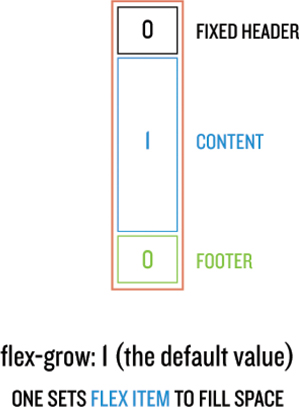 0 FIXED HEADER
1 CONTENT
0 FOOTER
flex-grow: 1 (the default value)
ONE SETS FLEX ITEM TO FILL SPACE